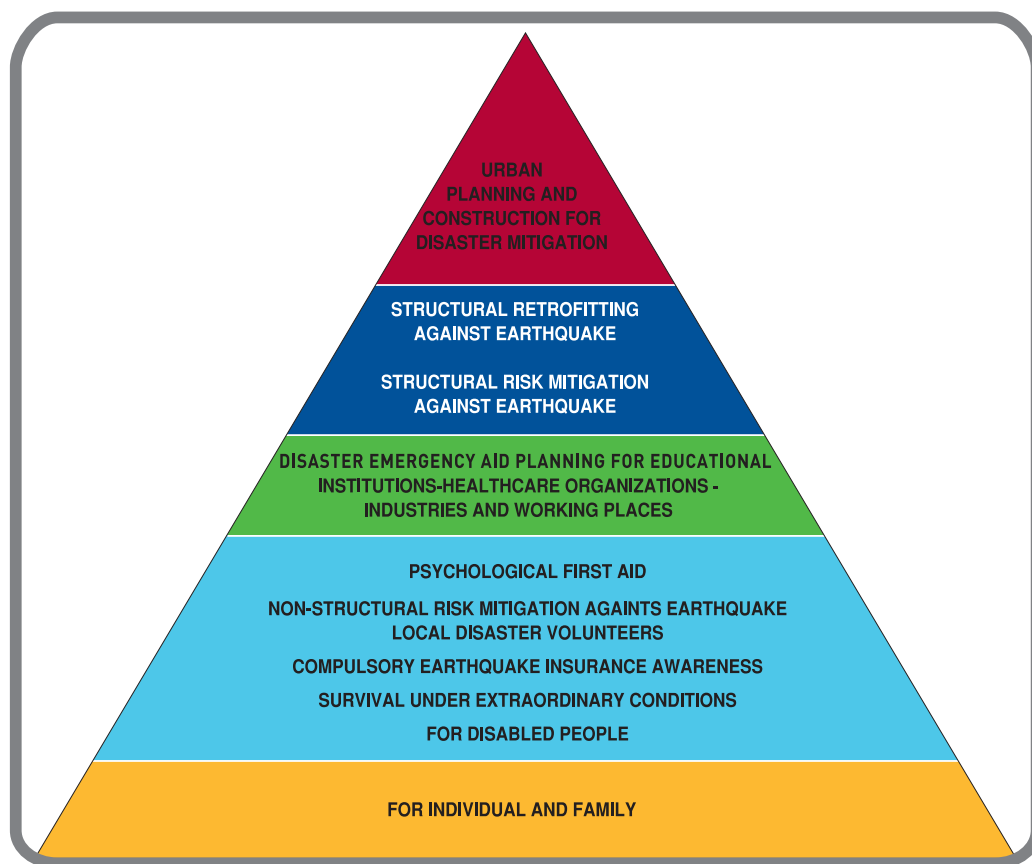 URBAN
PLANNING AND
CONSTRUCTION FOR
DISASTER MITIGATION
STRUCTURAL RETROFITTING
AGAINST EARTHQUAKE
STRUCTURAL RISK MITIGATION
AGAINST EARTHQUAKE
DISASTER EMERGENCY AID PLANNING FOR EDUCATIONAL
INSTITUTIONS-HEALTHCARE ORGANIZATIONS -
INDUSTRIES AND WORKING PLACES
PSYCHOLOGICAL FIRST AID
NON-STRUCTURAL RISK MITIGATION AGAINTS EARTHQUAKE
LOCAL DISASTER VOLUNTEERS
COMPULSORY EARTHQUAKE INSURANCE AWARENESS
SURVIVAL UNDER EXTRAORDINARY CONDITIONS
FOR DISABLED PEOPLE
FOR INDIVIDUAL AND FAMILY